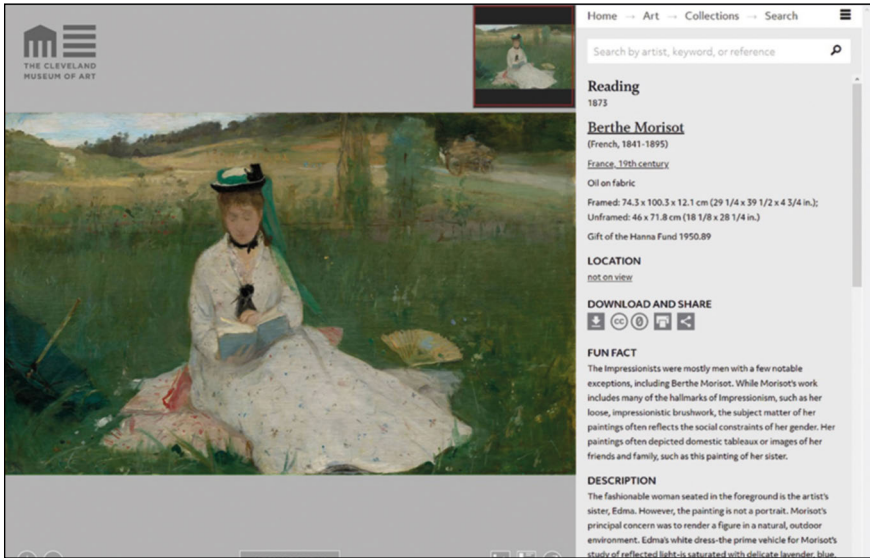 THE CLEVELAND
MUSEUM OF ART
Home → Art → Collections → Search
Search by artist, keyword, or reference
Reading
1873
Berthe Morisot
(French, 1841-1895)
France, 19th century
Oil on fabric
Framed: 74.3 x 100.3 x 12.1 cm (29 1/4 x 39 1/2 x 4 3/4 in.);
Unframed: 46 x 71.8 cm (18 1/8 x 28 1/4 in.)
Gift of the Hanna Fund 1950.89
LOCATION
not on view
DOWNLOAD AND SHARE
cc 0
FUN FACT
The Impressionists were mostly men with a few notable
exceptions, including Berthe Morisot. While Morisot's work
includes many of the hallmarks of Impressionism, such as her
loose, impressionistic brushwork, the subject matter of her
paintings often reflects the social constraints of her gender. Her
paintings often depicted domestic tableaux or images of her
friends and family, such as this painting of her sister.
DESCRIPTION
The fashionable woman seated in the foreground is the artist's
sister, Edma. However, the painting is not a portrait. Morisot's
principal concern was to render a figure in a natural, outdoor
environment. Edma's white dress-the prime vehicle for Morisot's
study of reflected light-is saturated with delicate lavender, blue,